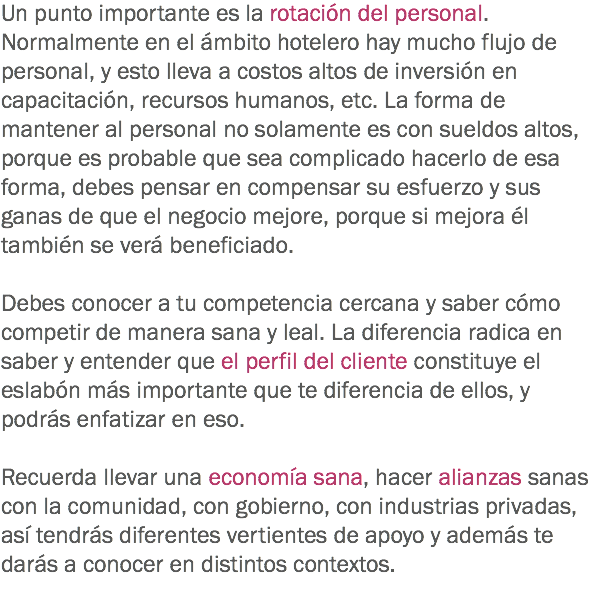 Un punto importante es la rotación del personal.
Normalmente en el ámbito hotelero hay mucho flujo de
personal, y esto lleva a costos altos de inversión en
capacitación, recursos humanos, etc. La forma de
mantener al personal no solamente es con sueldos altos,
porque es probable que sea complicado hacerlo de esa
forma, debes pensar en compensar su esfuerzo y sus
ganas de que el negocio mejore, porque si mejora él
también se verá beneficiado.

Debes conocer a tu competencia cercana y saber cómo
competir de manera sana y leal. La diferencia radica en
saber y entender que el perfil del cliente constituye el
eslabón más importante que te diferencia de ellos, y
podrás enfatizar en eso.

Recuerda llevar una economía sana, hacer alianzas sanas
con la comunidad, con gobierno, con industrias privadas,
así tendrás diferentes vertientes de apoyo y además te
darás a conocer en distintos contextos.